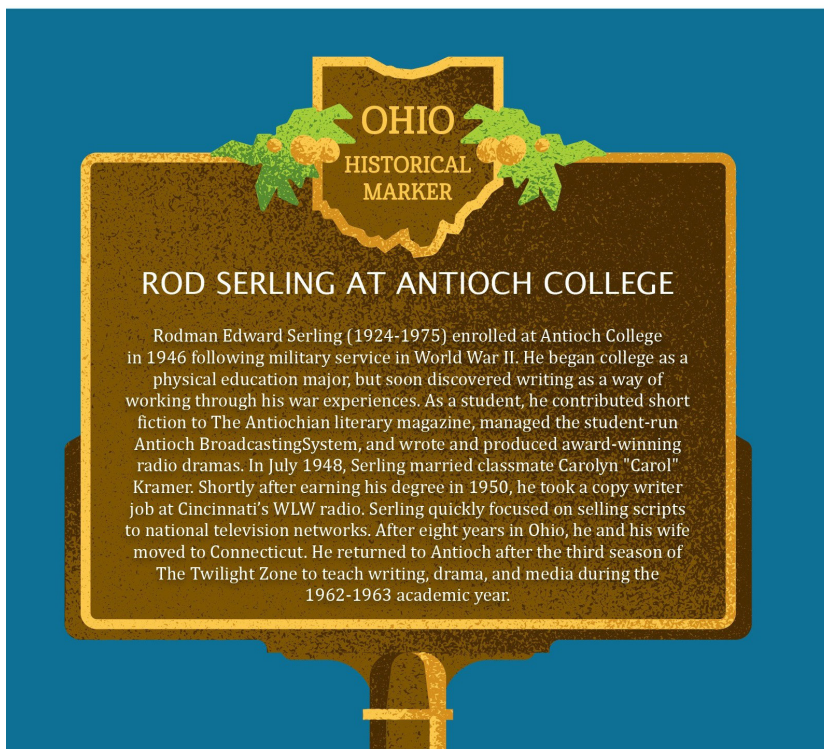 OHIO
HISTORICAL
MARKER
ROD SERLING AT ANTIOCH COLLEGE
Rodman Edward Serling (1924-1975) enrolled at Antioch College
in 1946 following military service in World War II. He began college as a
physical education major, but soon discovered writing as a way of
working through his war experiences. As a student, he contributed short
fiction to The Antiochian literary magazine, managed the student-run
Antioch BroadcastingSystem, and wrote and produced award-winning
radio dramas. In July 1948, Serling married classmate Carolyn "Carol"
Kramer. Shortly after earning his degree in 1950, he took a copy writer
job at Cincinnati’s WLW radio. Serling quickly focused on selling scripts
to national television networks. After eight years in Ohio, he and his wife
moved to Connecticut. He returned to Antioch after the third season of
The Twilight Zone to teach writing, drama, and media during the
1962-1963 academic year.